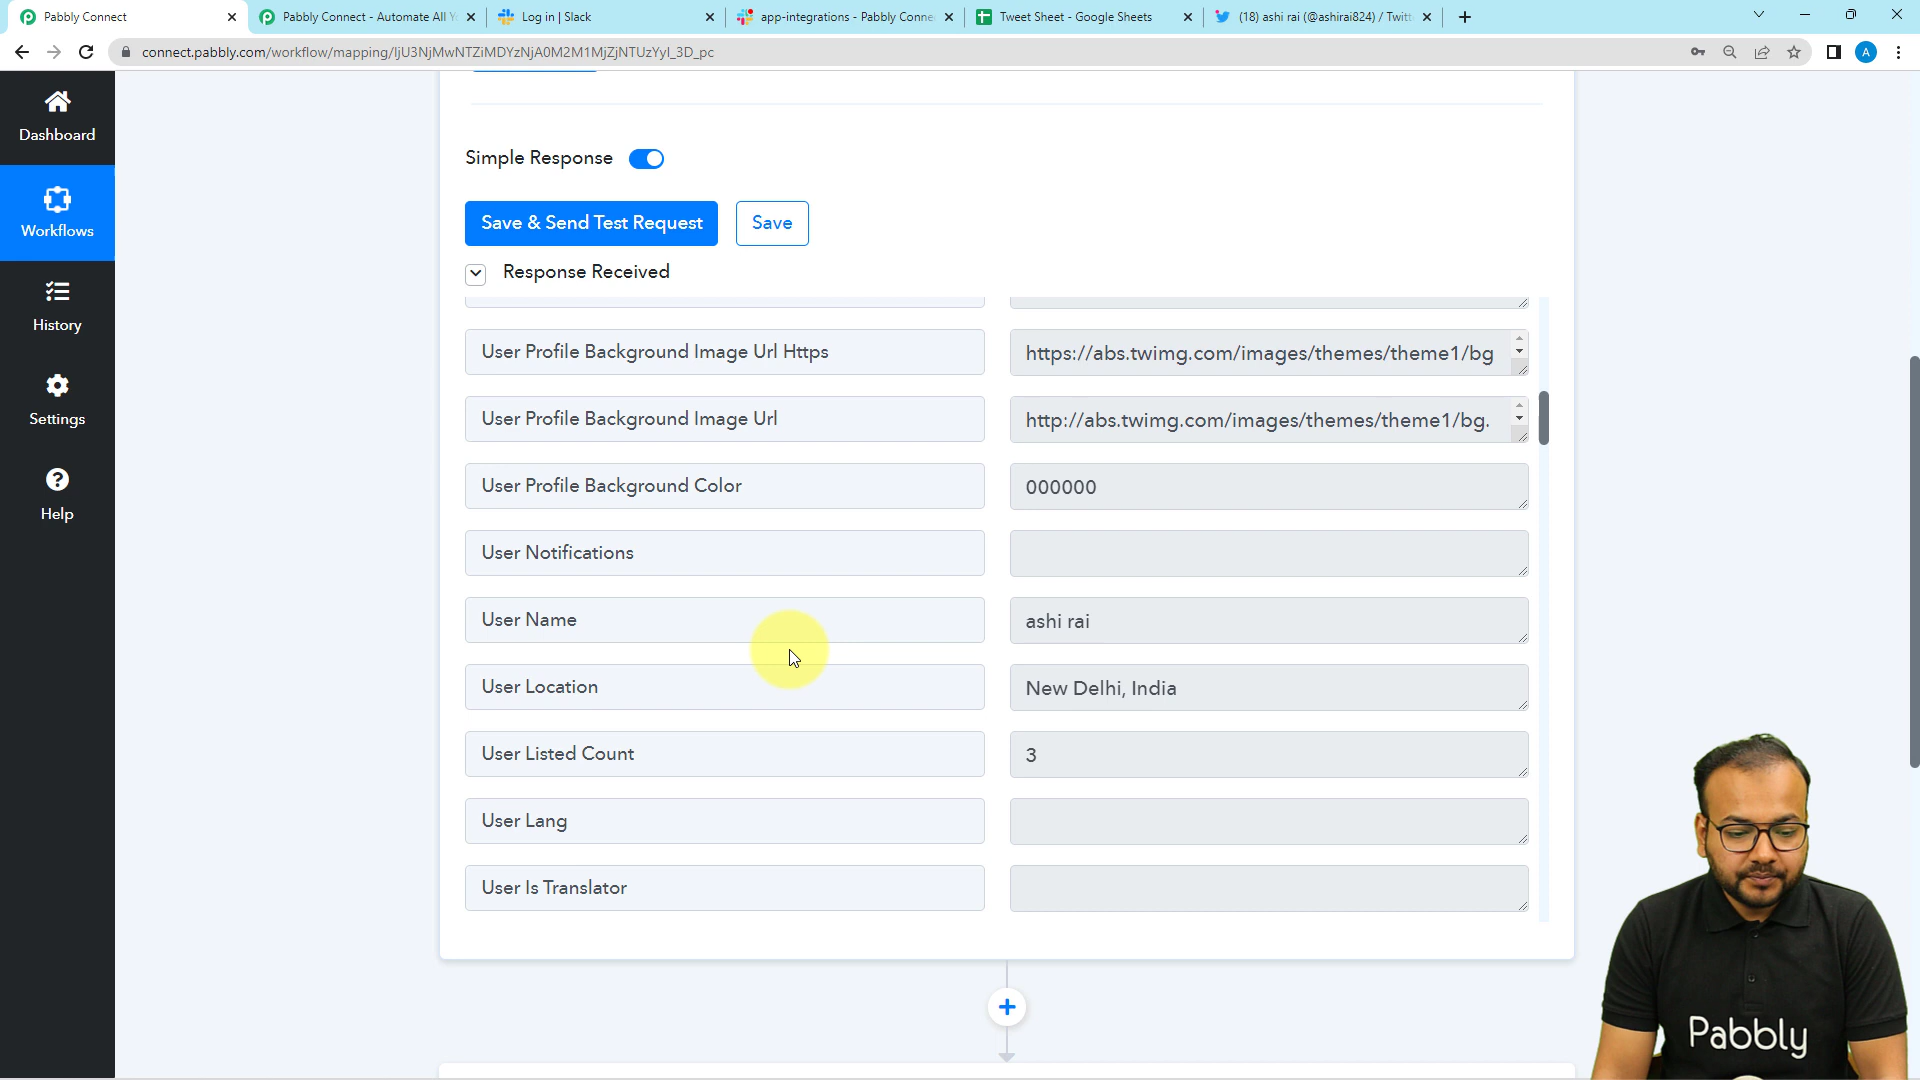 Pabbly Connect
Pabbly Connect - Automate All Y
Log in | Slack
app-integrations - Pabbly Conne
Tweet Sheet - Google Sheets
(18) ashi rai (@ashirai824) / Twitt
connect.pabbly.com/workflow/mapping/IjU3NjMwNTZiMDYzNjA0M2M1MjZjNTUzYyI_3D_pc
A
Dashboard
Workflows
History
Settings
Help
Simple Response
Save & Send Test Request
Save
Response Received
User Profile Background Image Url Https
https://abs.twimg.com/images/themes/theme1/bg
User Profile Background Image Url
http://abs.twimg.com/images/themes/theme1/bg.
User Profile Background Color
000000
User Notifications
User Name
ashi rai
User Location
New Delhi, India
User Listed Count
3
User Lang
User Is Translator
Pabbly